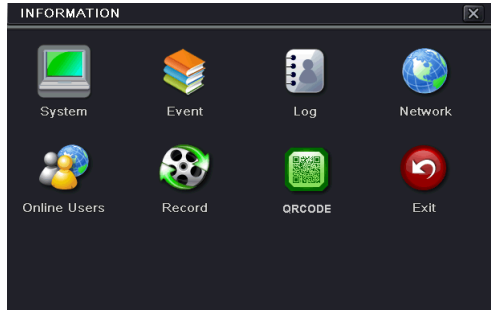 INFORMATION
System Event Log Network
Online Users Record QRCODE Exit